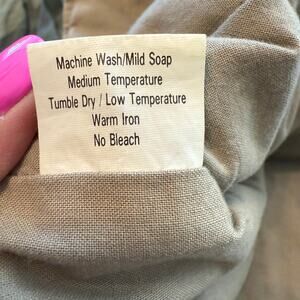 Machine Wash/Mild Soap
Medium Temperature
Tumble Dry / Low Temperature
Warm Iron
No Bleach